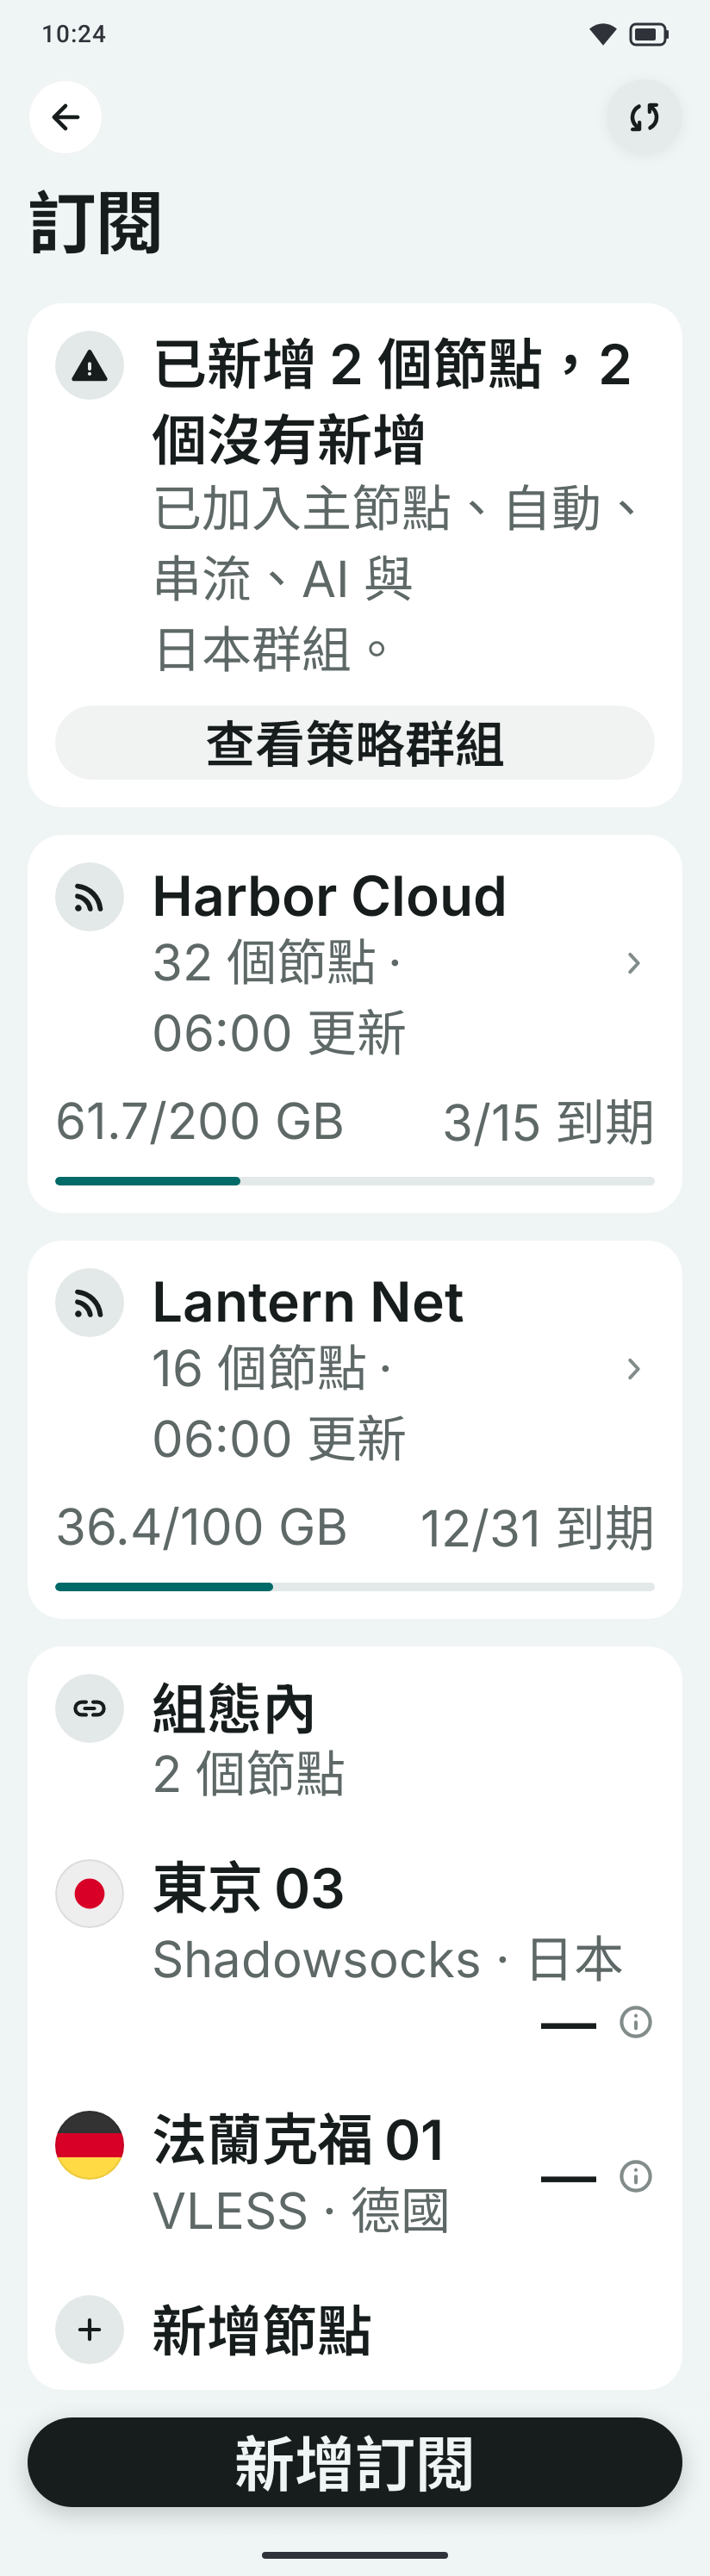 10:24
訂閱
已新增 2 個節點，2
個沒有新增
已加入主節點、自動、
串流、AI 與
日本群組。
查看策略群組
Harbor Cloud
32 個節點 ·
06:00 更新
61.7/200 GB
3/15 到期
Lantern Net
16 個節點 ·
06:00 更新
36.4/100 GB
12/31 到期
組態內
2 個節點
東京 03
Shadowsocks · 日本
—
法蘭克福 01
VLESS · 德國
—
新增節點
新增訂閱